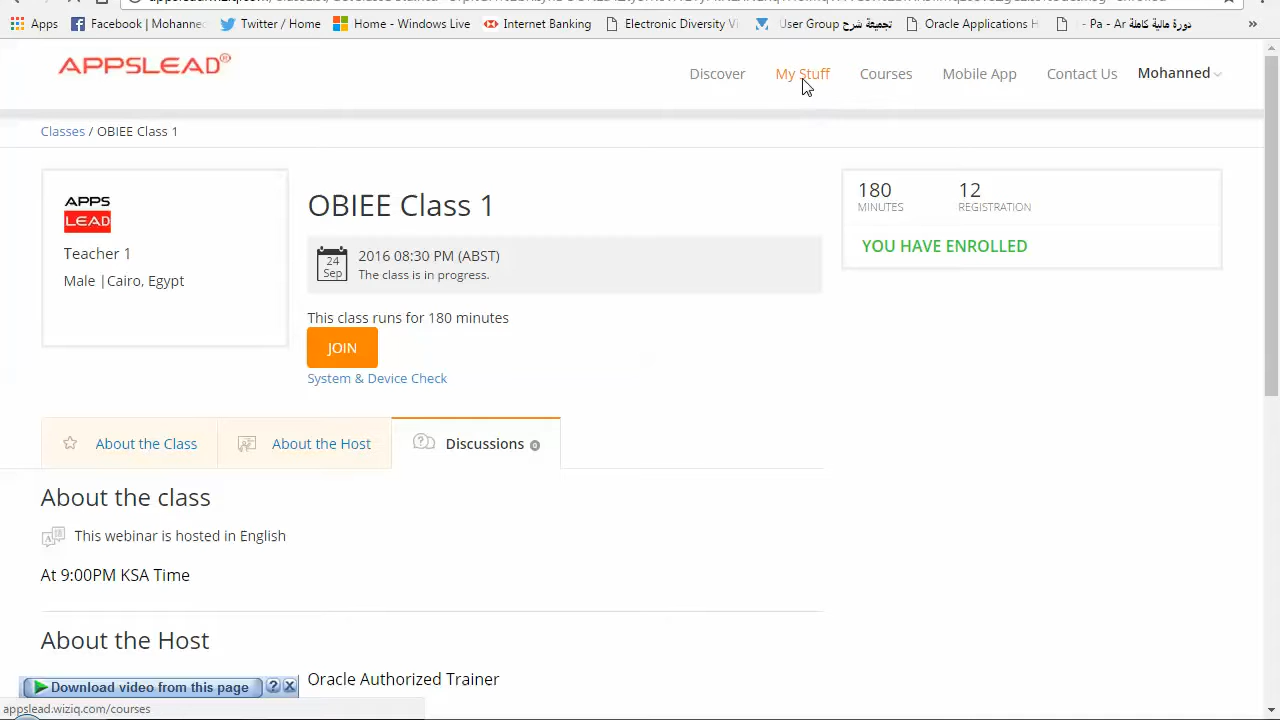 Apps Facebook | Mohanne Twitter / Home Home - Windows Live Internet Banking Electronic Diversity Vi User Group تجميعة شرح Oracle Applications H - Pa - Ar دورة مالية كاملة »
APPSLEAD®
Discover My Stuff Courses Mobile App Contact Us Mohanned
Classes / OBIEE Class 1
APPS
LEAD
Teacher 1
Male |Cairo, Egypt
OBIEE Class 1
24
Sep
2016 08:30 PM (ABST)
The class is in progress.
This class runs for 180 minutes
JOIN
System & Device Check
180
MINUTES
12
REGISTRATION
YOU HAVE ENROLLED
About the Class
About the Host
Discussions 0
About the class
This webinar is hosted in English
At 9:00PM KSA Time
About the Host
Oracle Authorized Trainer
Download video from this page ? X
appslead.wiziq.com/courses